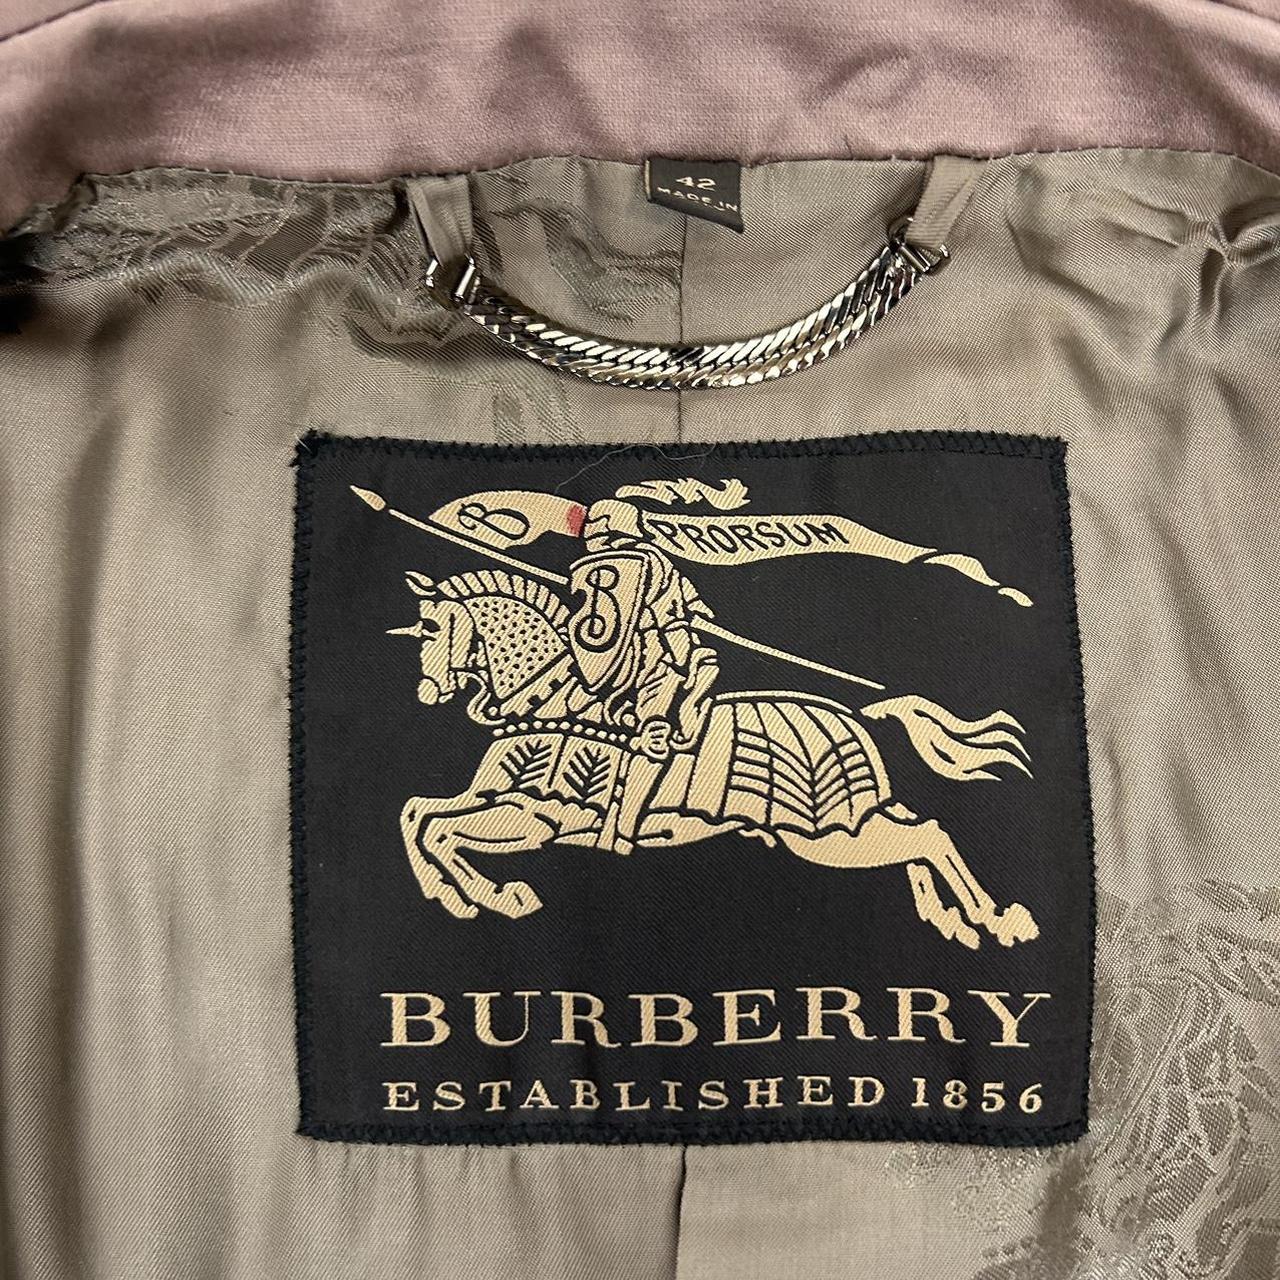 42
MADE IN
B
PRORSUM
B
BURBERRY
ESTABLISHED 1856